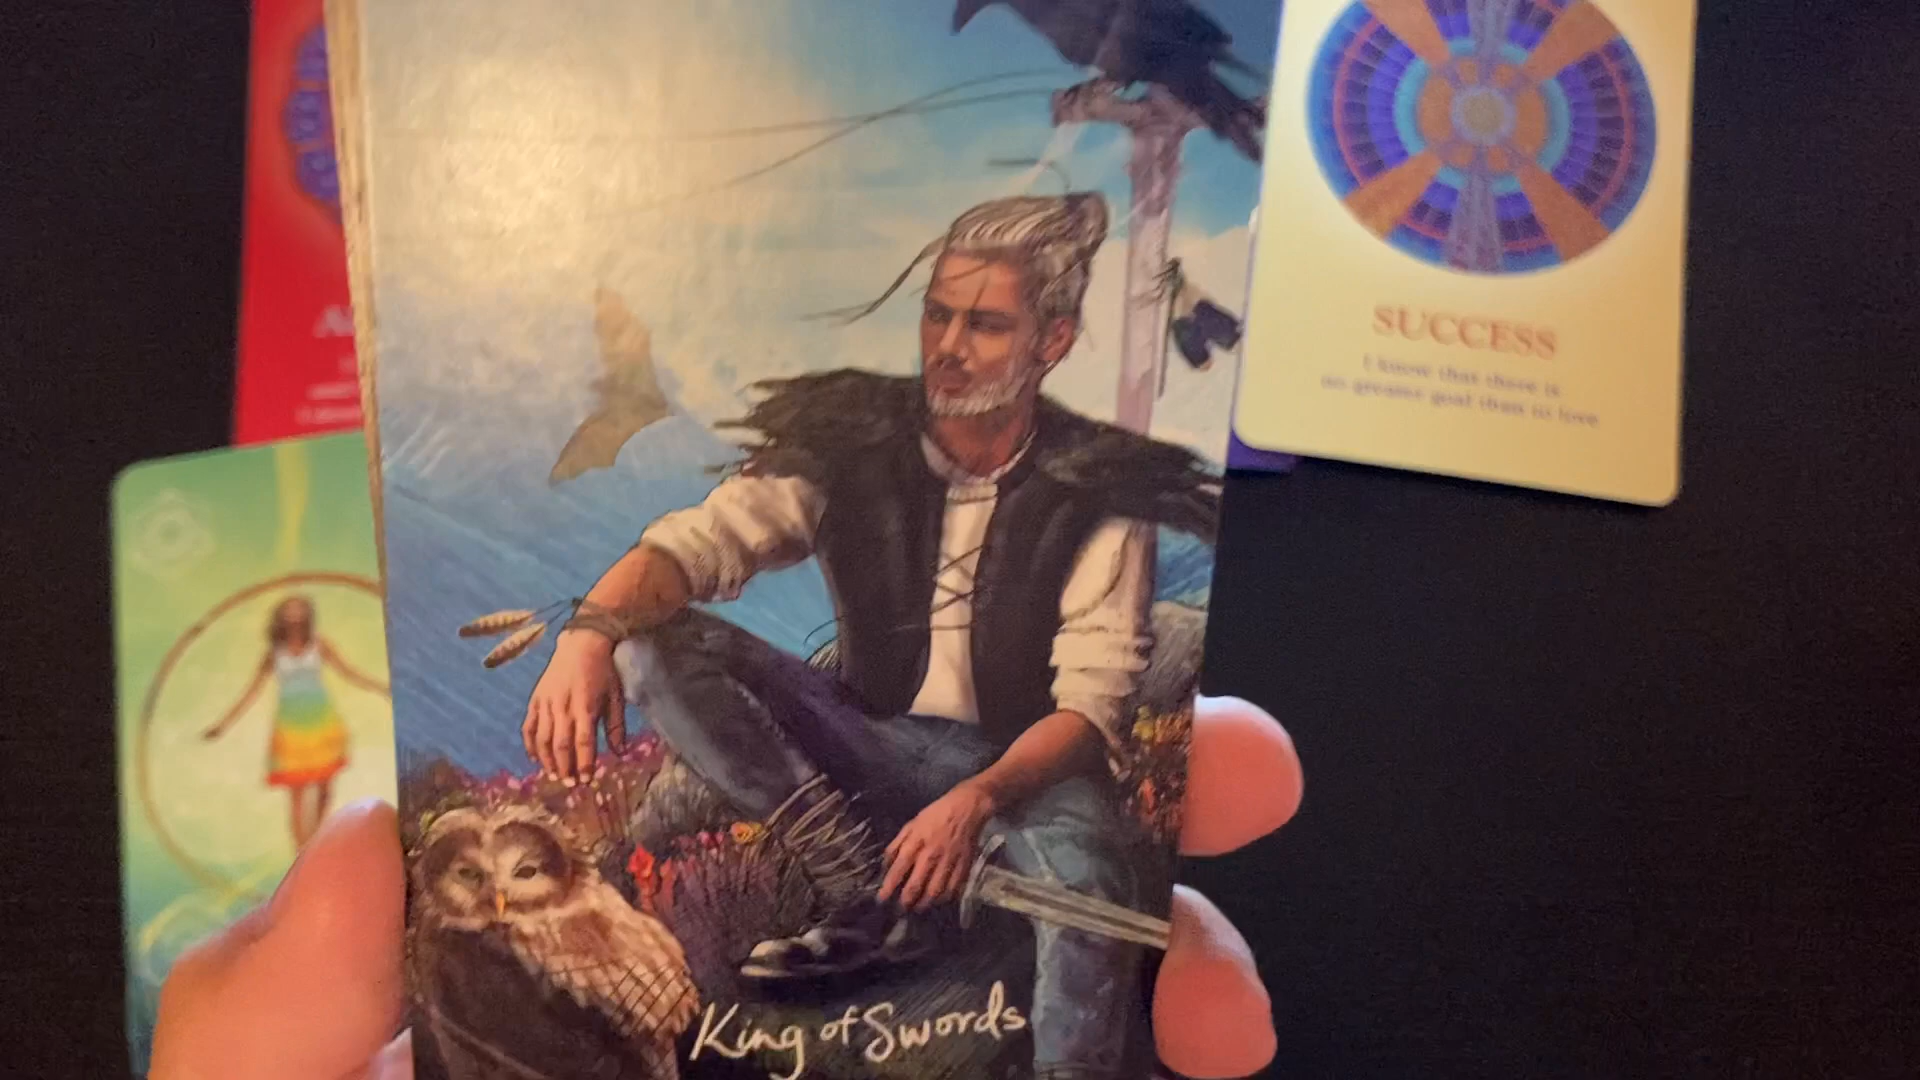 SUCCESS
I know that there is
no greater goal than to love
King of Swords